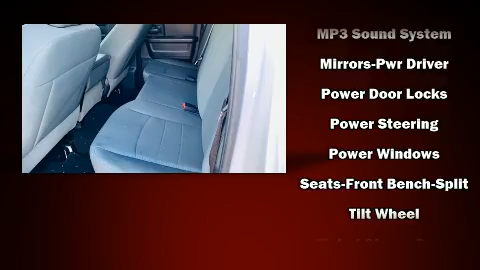 MP3 Sound System
Mirrors-Pwr Driver
Power Door Locks
Power Steering
Power Windows
Seats-Front Bench-Split
Tilt Wheel